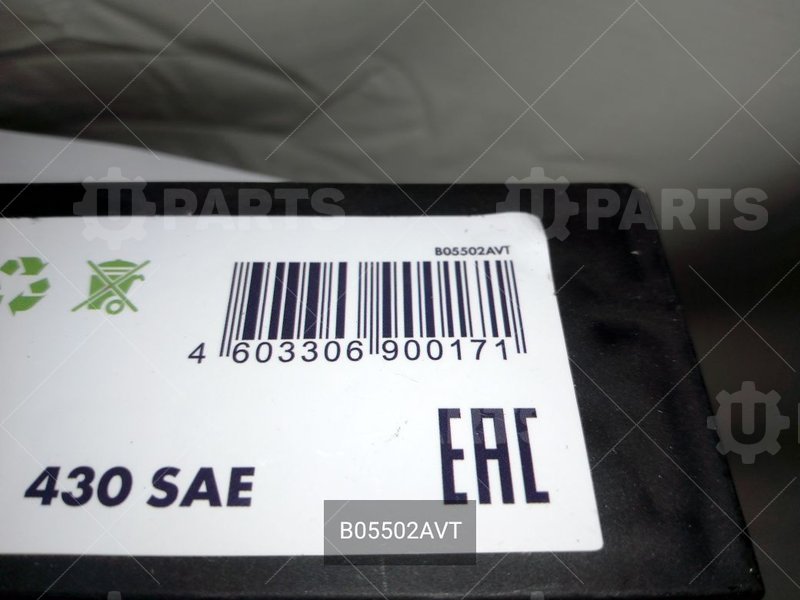 U PARTS
U PARTS
B05502AVT
4 603306 900171
U
EAC
430 SAE
B05502AVT